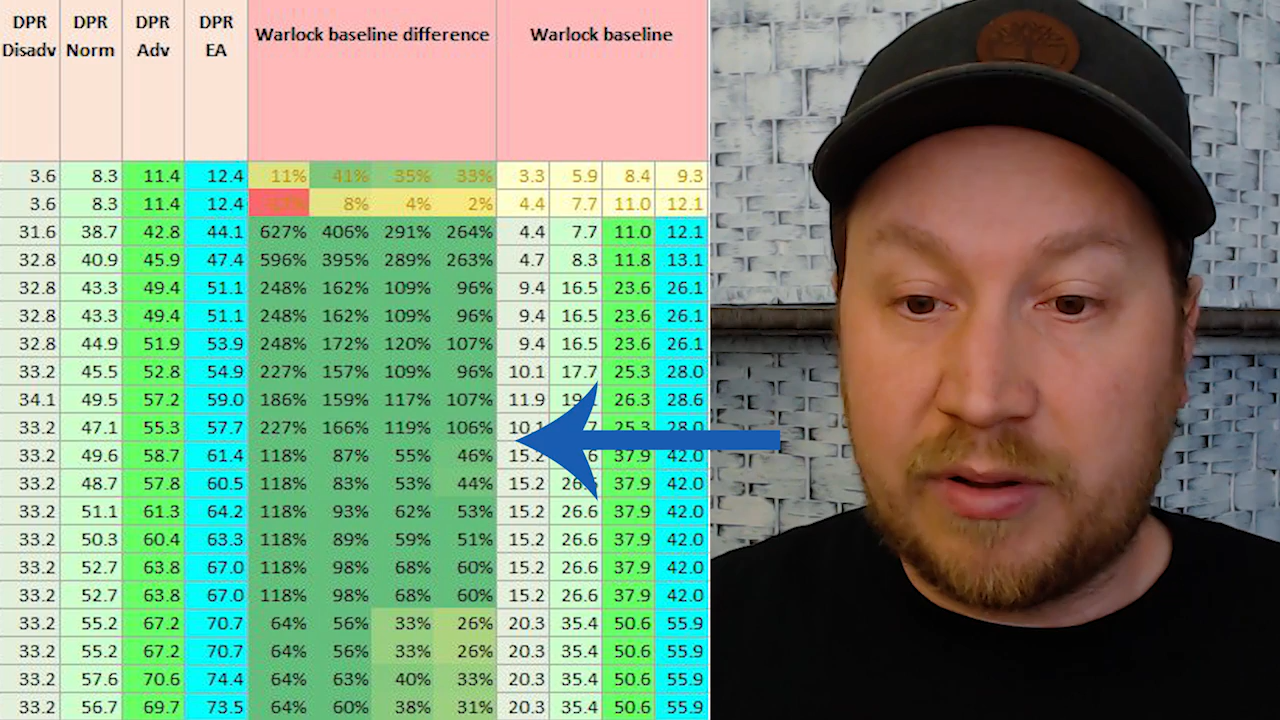 DPR Disadv DPR Norm DPR Adv DPR EA Warlock baseline difference Warlock baseline
3.6 8.3 11.4 12.4 11% 41% 35% 33% 3.3 5.9 8.4 9.3
3.6 8.3 11.4 12.4 8% 4% 2% 4.4 7.7 11.0 12.1
31.6 38.7 42.8 44.1 627% 406% 291% 264% 4.4 7.7 11.0 12.1
32.8 40.9 45.9 47.4 596% 395% 289% 263% 4.7 8.3 11.8 13.1
32.8 43.3 49.4 51.1 248% 162% 109% 96% 9.4 16.5 23.6 26.1
32.8 43.3 49.4 51.1 248% 162% 109% 96% 9.4 16.5 23.6 26.1
32.8 44.9 51.9 53.9 248% 172% 120% 107% 9.4 16.5 23.6 26.1
33.2 45.5 52.8 54.9 227% 157% 109% 96% 10.1 17.7 25.3 28.0
34.1 49.5 57.2 59.0 186% 159% 117% 107% 11.9 26.3 28.6
33.2 47.1 55.3 57.7 227% 166% 119% 106% 10.1 25.3 28.0
33.2 49.6 58.7 61.4 118% 87% 55% 46% 15.2 37.9 42.0
33.2 48.7 57.8 60.5 118% 83% 53% 44% 15.2 37.9 42.0
33.2 51.1 61.3 64.2 118% 93% 62% 53% 15.2 26.6 37.9 42.0
33.2 50.3 60.4 63.3 118% 89% 59% 51% 15.2 26.6 37.9 42.0
33.2 52.7 63.8 67.0 118% 98% 68% 60% 15.2 26.6 37.9 42.0
33.2 52.7 63.8 67.0 118% 98% 68% 60% 15.2 26.6 37.9 42.0
33.2 55.2 67.2 70.7 64% 56% 33% 26% 20.3 35.4 50.6 55.9
33.2 55.2 67.2 70.7 64% 56% 33% 26% 20.3 35.4 50.6 55.9
33.2 57.6 70.6 74.4 64% 63% 40% 33% 20.3 35.4 50.6 55.9
33.2 56.7 69.7 73.5 64% 60% 38% 31% 20.3 35.4 50.6 55.9